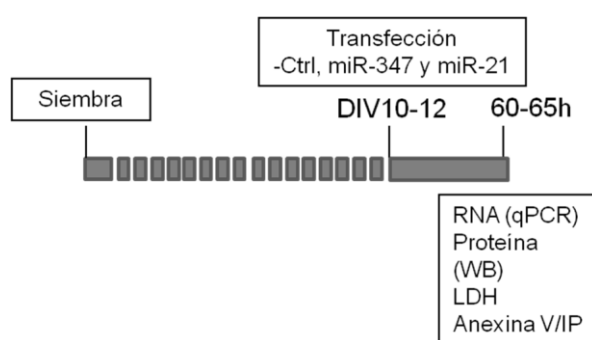 Transfección
-Ctrl, miR-347 y miR-21
Siembra
DIV10-12
60-65h
RNA (qPCR)
Proteína
(WB)
LDH
Anexina V/IP